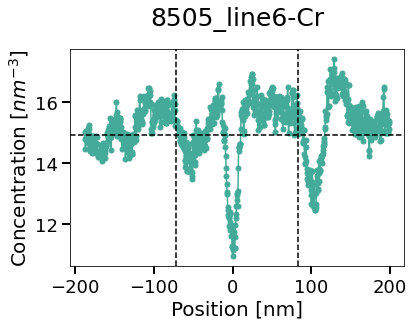 8505_line6-Cr
Concentration [nm⁻³]
16
14
12
−200 −100 0 100 200
Position [nm]